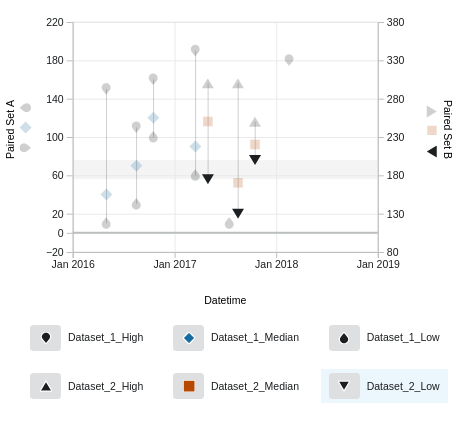 220
180
140
100
60
20
0
−20
380
330
280
230
180
130
80
Paired Set A
Paired Set B
Jan 2016
Jan 2017
Jan 2018
Jan 2019
Datetime
Dataset_1_High
Dataset_1_Median
Dataset_1_Low
Dataset_2_High
Dataset_2_Median
Dataset_2_Low